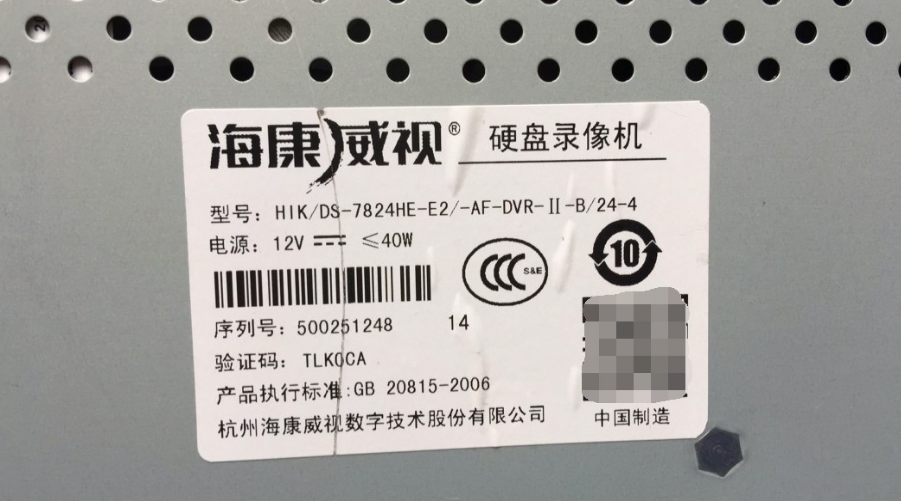 海康威视® 硬盘录像机
型号: HIK/DS-7824HE-E2/-AF-DVR-Ⅱ-B/24-4
电源: 12V ⎓ ≤40W
CCC S&E
10
序列号: 500251248 14
验证码: TLKQCA
产品执行标准:GB 20815-2006
杭州海康威视数字技术股份有限公司
中国制造